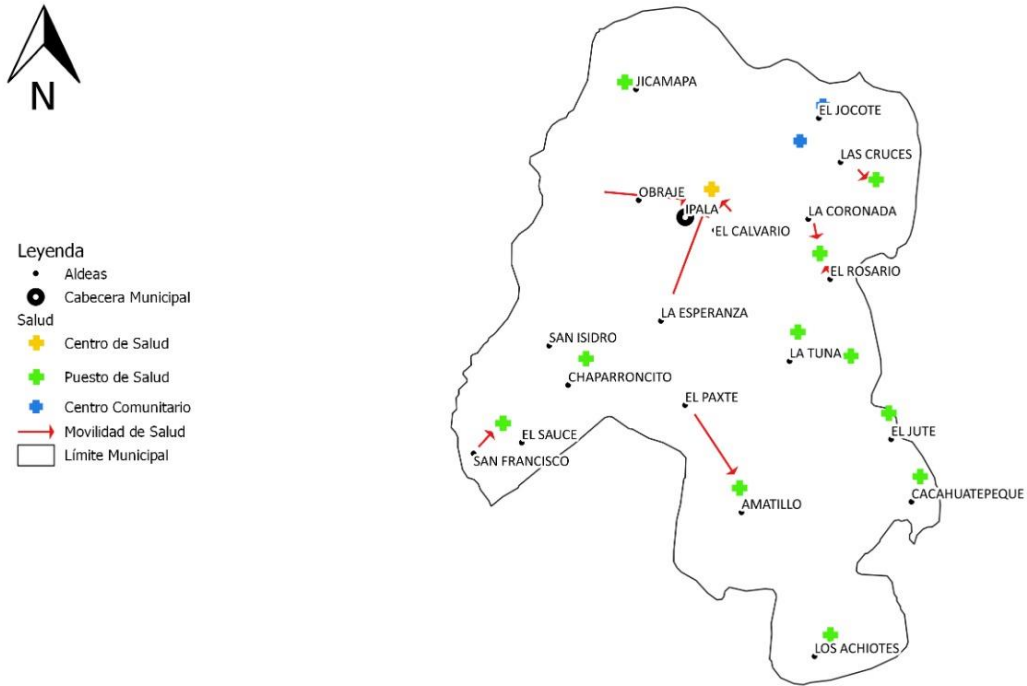 N
JICAMAPA
EL JOCOTE
LAS CRUCES
OBRAJE
IPALA
LA CORONADA
EL CALVARIO
Leyenda
Aldeas
EL ROSARIO
Cabecera Municipal
Salud
LA ESPERANZA
Centro de Salud
SAN ISIDRO
LA TUNA
Puesto de Salud
CHAPARRONCITO
EL PAXTE
Centro Comunitario
Movilidad de Salud
EL SAUCE
EL JUTE
Límite Municipal
SAN FRANCISCO
CACAHUATEPEQUE
AMATILLO
LOS ACHIOTES